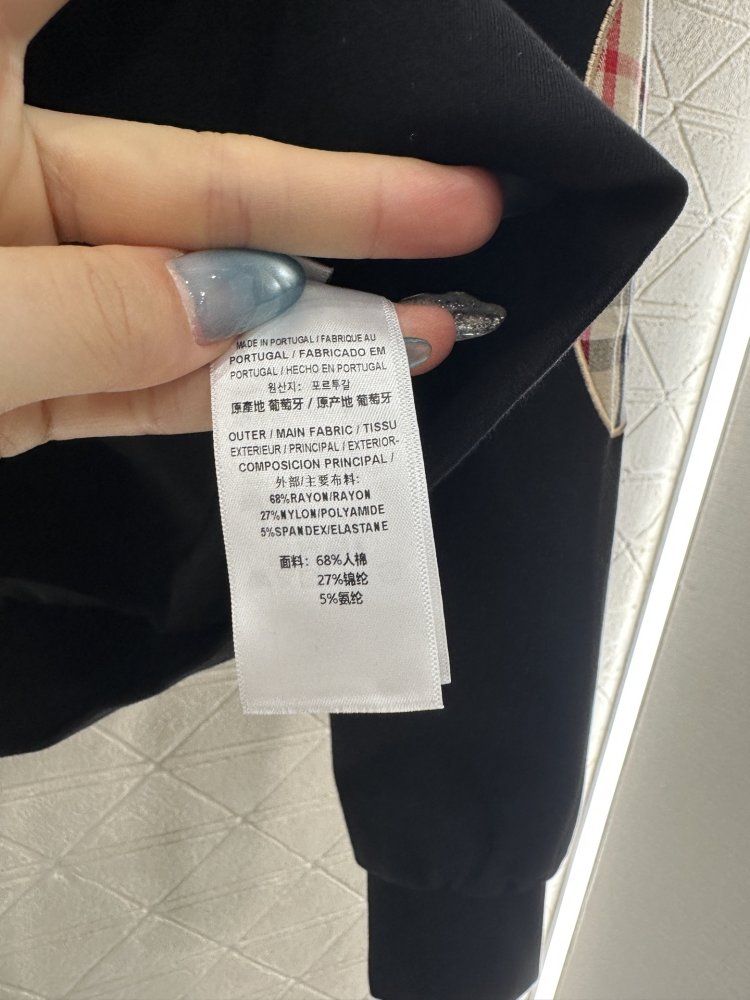 MADE IN PORTUGAL / FABRIQUE AU
PORTUGAL / FABRICADO EM
PORTUGAL / HECHO EN PORTUGAL
원산지: 포르투갈
原產地 葡萄牙 / 原产地 葡萄牙
OUTER / MAIN FABRIC / TISSU
EXTERIEUR / PRINCIPAL / EXTERIOR-
COMPOSICION PRINCIPAL /
外部/主要布料:
68%RAYON/RAYON
27%NYLON/POLYAMIDE
5%SPANDEX/ELASTANE
面料: 68%人棉
27%锦纶
5%氨纶